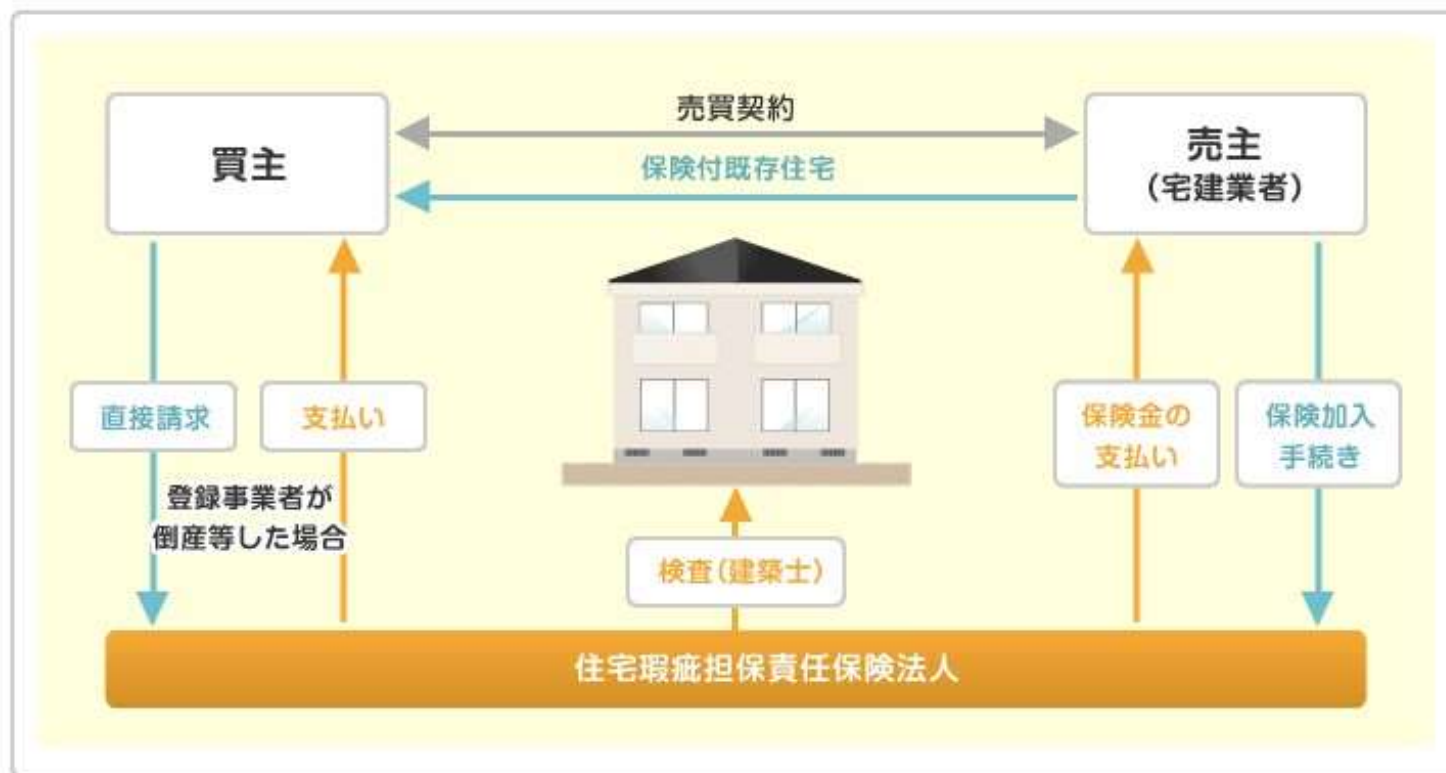 売買契約
買主
売主
(宅建業者)
保険付既存住宅
直接請求
支払い
保険金の
支払い
保険加入
手続き
登録事業者が
倒産等した場合
検査(建築士)
住宅瑕疵担保責任保険法人